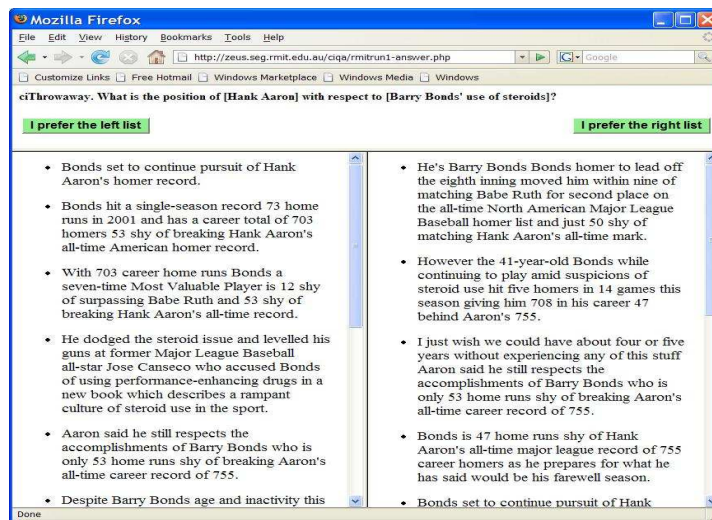 Mozilla Firefox
File Edit View History Bookmarks Tools Help
http://zeus.seg.rmit.edu.au/ciqa/rmitrun1-answer.php
Google
Customize Links Free Hotmail Windows Marketplace Windows Media Windows
ciThrowaway. What is the position of [Hank Aaron] with respect to [Barry Bonds' use of steroids]?
I prefer the left list
I prefer the right list
Bonds set to continue pursuit of Hank
Aaron's homer record.
Bonds hit a single-season record 73 home
runs in 2001 and has a career total of 703
homers 53 shy of breaking Hank Aaron's
all-time American homer record.
With 703 career home runs Bonds a
seven-time Most Valuable Player is 12 shy
of surpassing Babe Ruth and 53 shy of
breaking Hank Aaron's all-time record.
He dodged the steroid issue and levelled his
guns at former Major League Baseball
all-star Jose Canseco who accused Bonds
of using performance-enhancing drugs in a
new book which describes a rampant
culture of steroid use in the sport.
Aaron said he still respects the
accomplishments of Barry Bonds who is
only 53 home runs shy of breaking Aaron's
all-time career record of 755.
Despite Barry Bonds age and inactivity this
He's Barry Bonds Bonds homer to lead off
the eighth inning moved him within nine of
matching Babe Ruth for second place on
the all-time North American Major League
Baseball homer list and just 50 shy of
matching Hank Aaron's all-time mark.
However the 41-year-old Bonds while
continuing to play amid suspicions of
steroid use hit five homers in 14 games this
season giving him 708 in his career 47
behind Aaron's 755.
I just wish we could have about four or five
years without experiencing any of this stuff
Aaron said he still respects the
accomplishments of Barry Bonds who is
only 53 home runs shy of breaking Aaron's
all-time career record of 755.
Bonds is 47 home runs shy of Hank
Aaron's all-time major league record of 755
career homers as he prepares for what he
has said would be his farewell season.
Bonds set to continue pursuit of Hank
Done